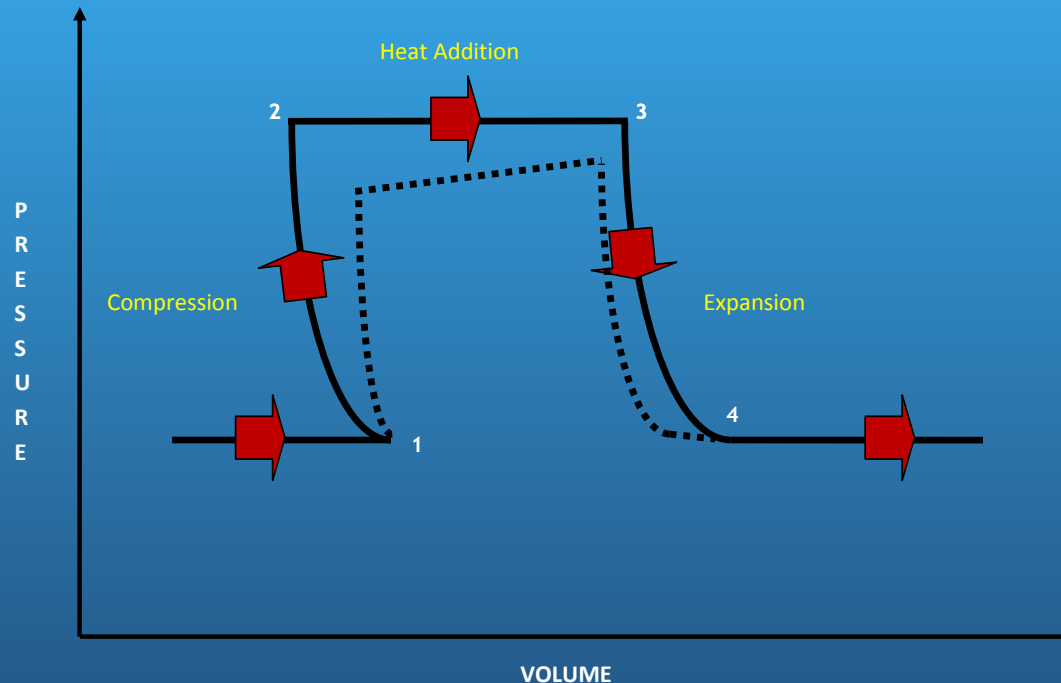 Heat Addition
2
3
P
R
E
S
S
U
R
E
Compression
Expansion
4
1
VOLUME